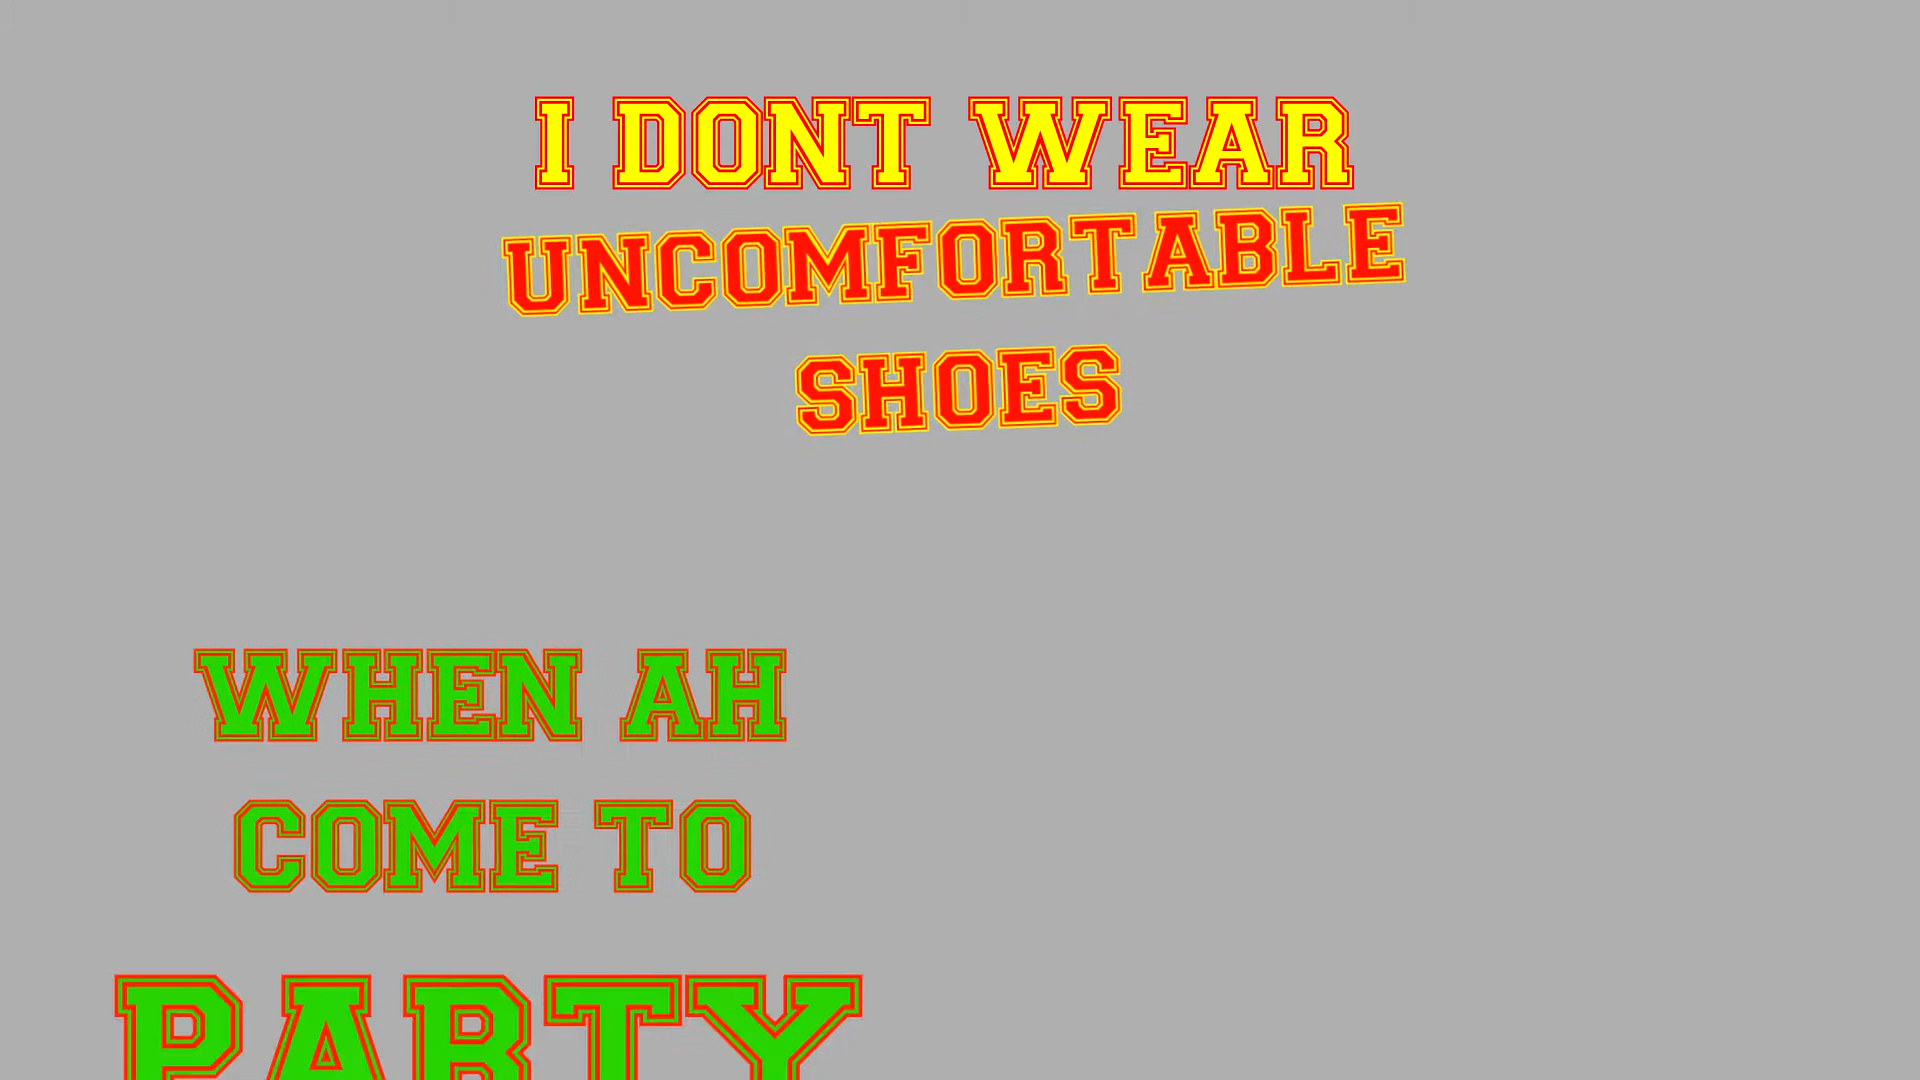 I DONT WEAR
UNCOMFORTABLE
SHOES
WHEN AH
COME TO
PARTY